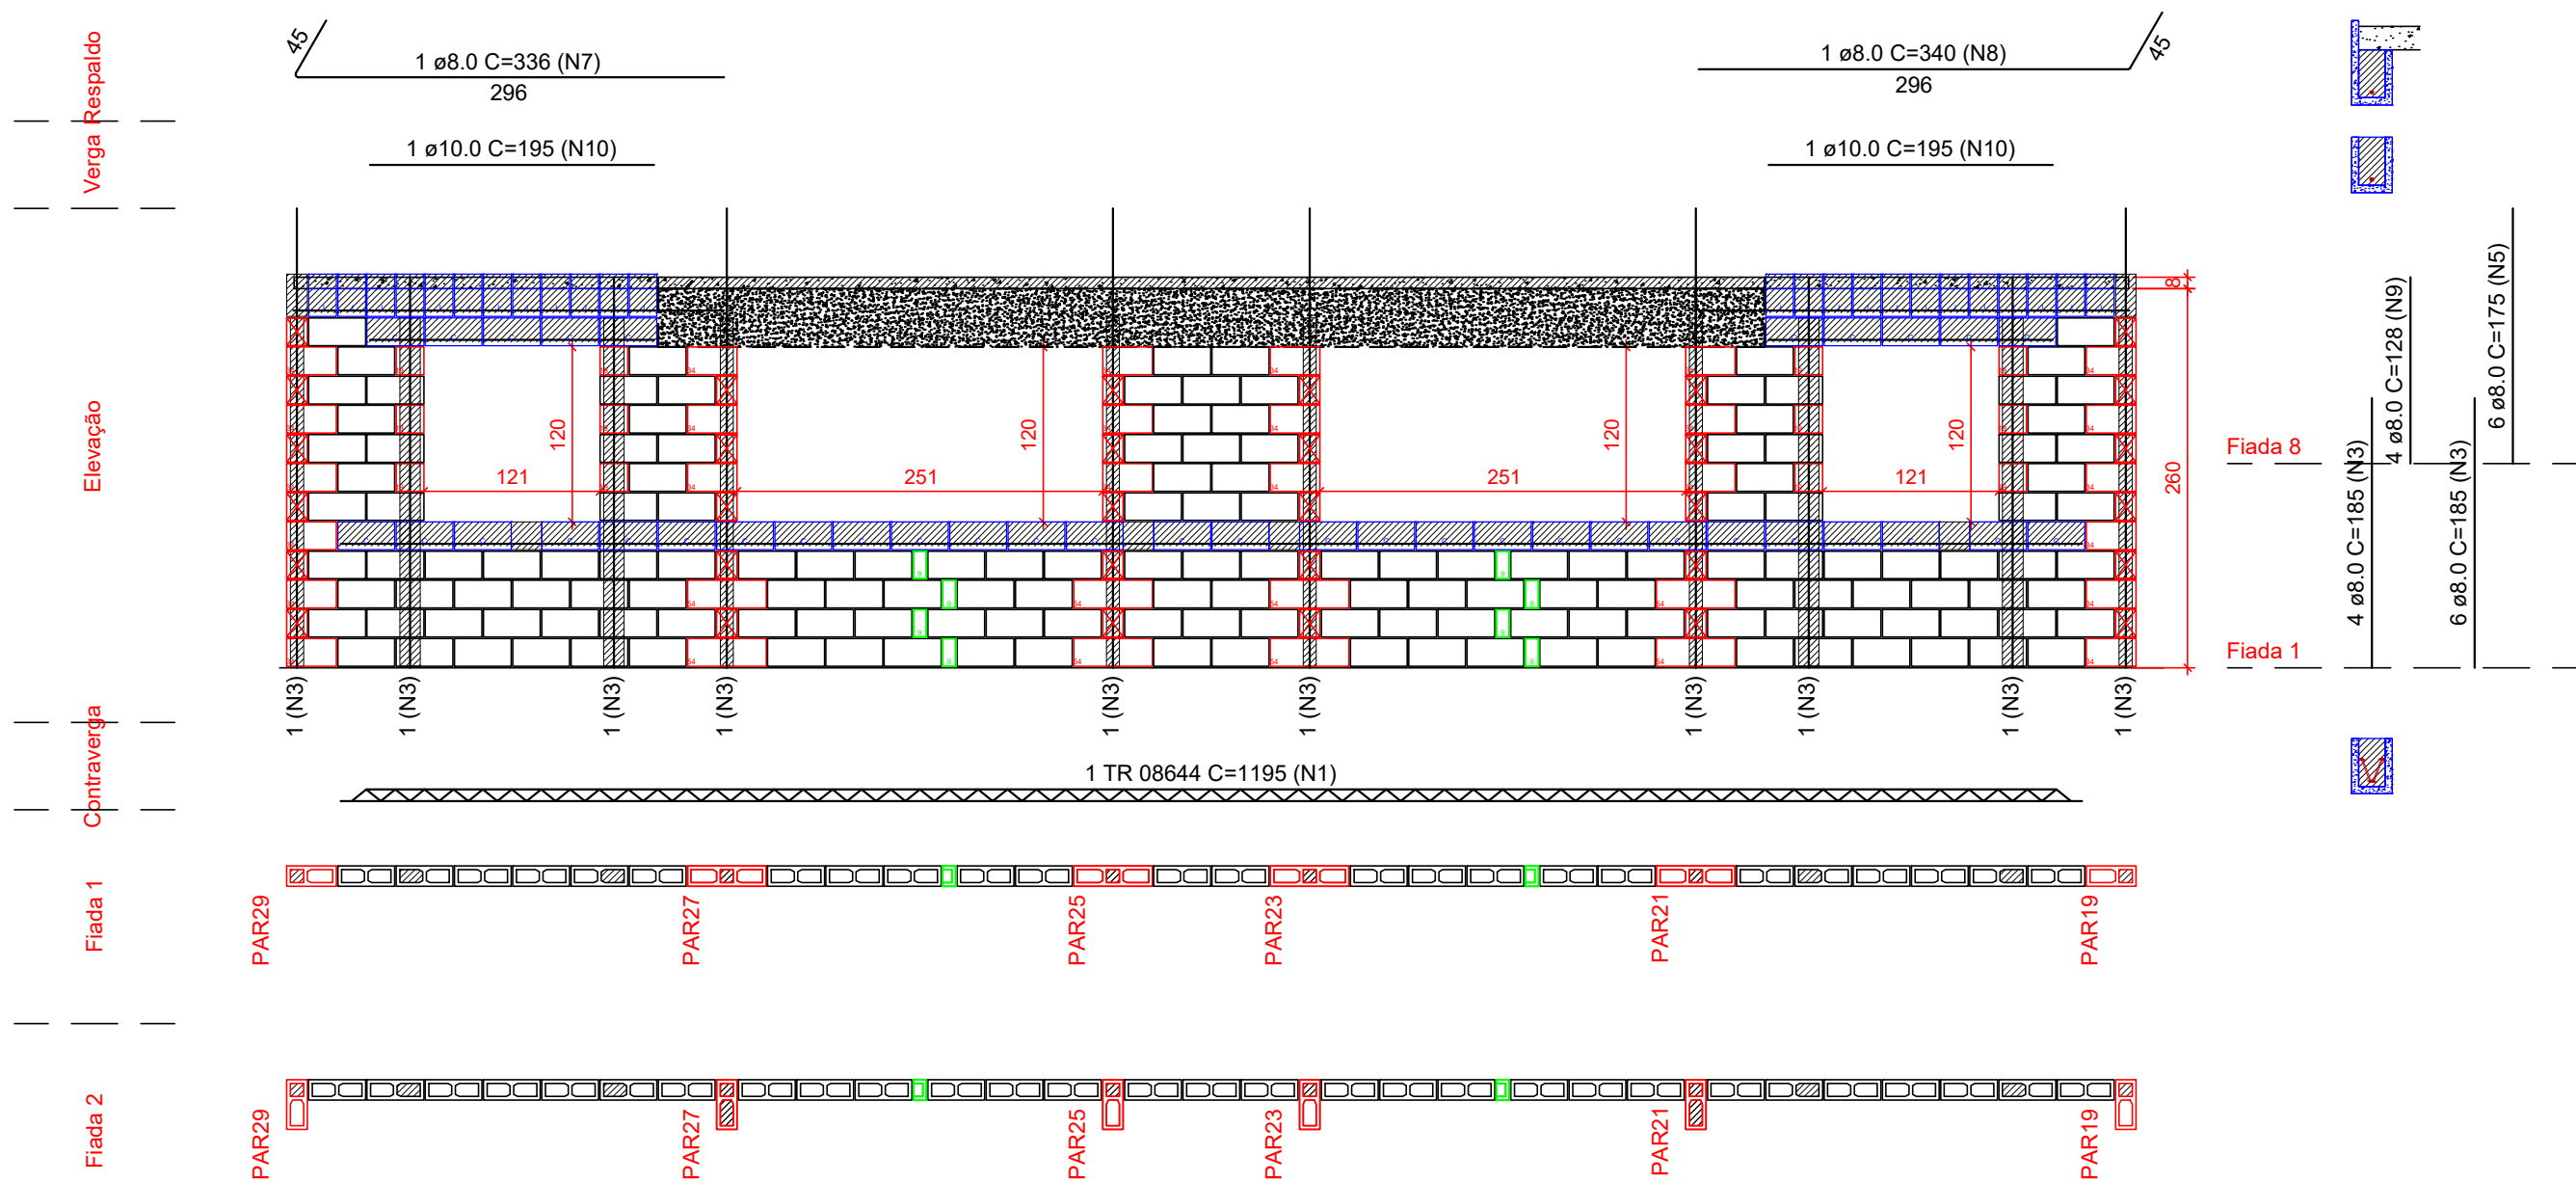 Respaldo
45
1 ø8.0 C=336 (N7)
296
1 ø8.0 C=340 (N8)
296
45
Verga
1 ø10.0 C=195 (N10)
1 ø10.0 C=195 (N10)
Elevação
120
121
120
251
120
251
120
121
8
260
Fiada 8
Fiada 1
4 ø8.0 C=185 (N3)
4 ø8.0 C=128 (N9)
6 ø8.0 C=185 (N3)
6 ø8.0 C=175 (N5)
1 (N3)
1 (N3)
1 (N3)
1 (N3)
1 (N3)
1 (N3)
1 (N3)
1 (N3)
1 (N3)
1 (N3)
Contraverga
1 TR 08644 C=1195 (N1)
Fiada 1
PAR29
PAR27
PAR25
PAR23
PAR21
PAR19
Fiada 2
PAR29
PAR27
PAR25
PAR23
PAR21
PAR19